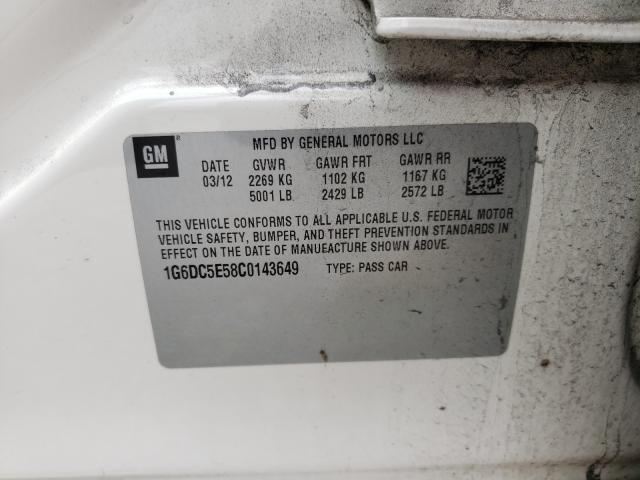 GM
MFD BY GENERAL MOTORS LLC
DATE GVWR GAWR FRT GAWR RR
03/12 2269 KG 1102 KG 1167 KG
5001 LB 2429 LB 2572 LB
THIS VEHICLE CONFORMS TO ALL APPLICABLE U.S. FEDERAL MOTOR
VEHICLE SAFETY, BUMPER, AND THEFT PREVENTION STANDARDS IN
EFFECT ON THE DATE OF MANUFACTURE SHOWN ABOVE.
1G6DC5E58C0143649 TYPE: PASS CAR